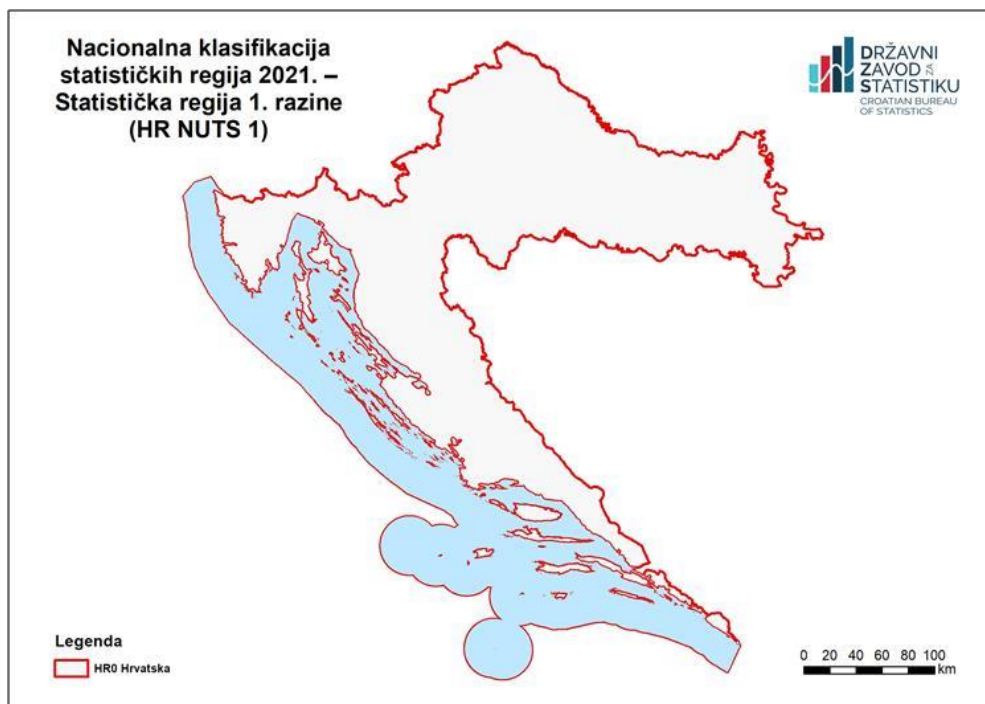 Nacionalna klasifikacija
statističkih regija 2021. –
Statistička regija 1. razine
(HR NUTS 1)
DRŽAVNI
ZAVOD ZA
STATISTIKU
CROATIAN BUREAU
OF STATISTICS
Legenda
HR0 Hrvatska
0 20 40 60 80 100
km